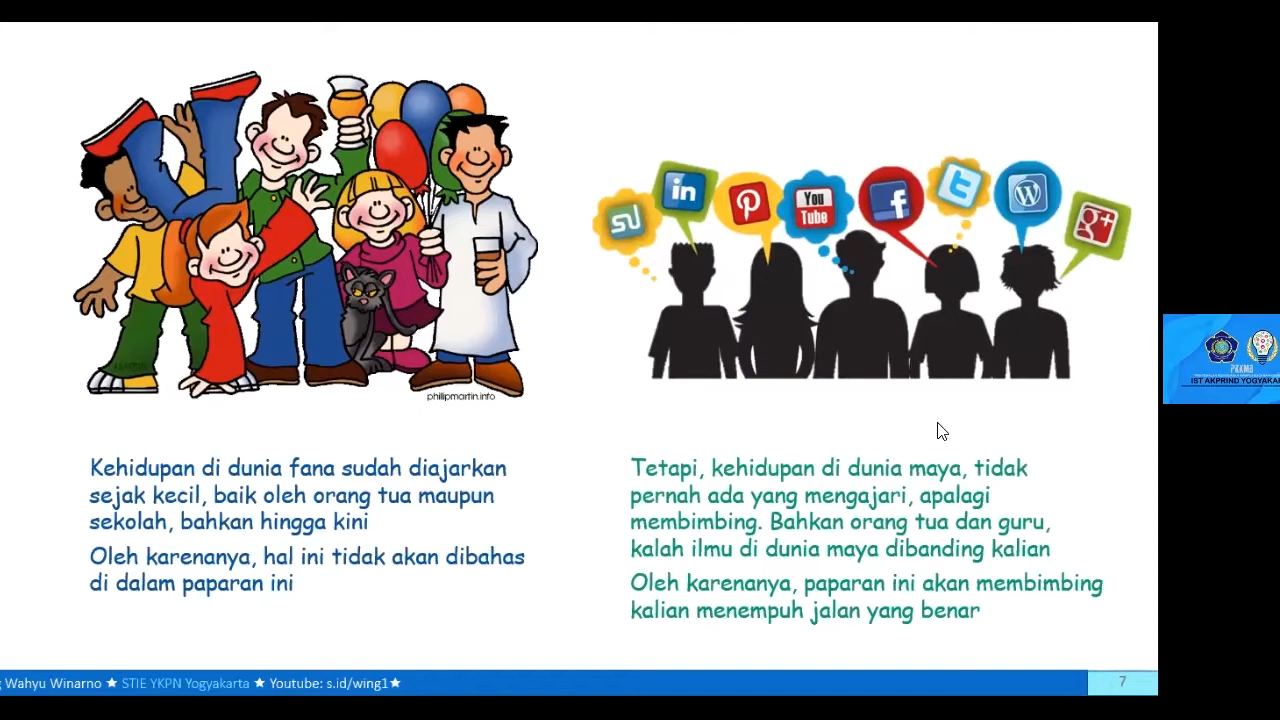 in
You
Tube
f
g+
phillipmartin.info
PKKMB
IST AKPRIND YOGYAKA
Kehidupan di dunia fana sudah diajarkan
sejak kecil, baik oleh orang tua maupun
sekolah, bahkan hingga kini
Oleh karenanya, hal ini tidak akan dibahas
di dalam paparan ini
Tetapi, kehidupan di dunia maya, tidak
pernah ada yang mengajari, apalagi
membimbing. Bahkan orang tua dan guru,
kalah ilmu di dunia maya dibanding kalian
Oleh karenanya, paparan ini akan membimbing
kalian menempuh jalan yang benar
g Wahyu Winarno ★ STIE YKPN Yogyakarta ★ Youtube: s.id/wing1★
7